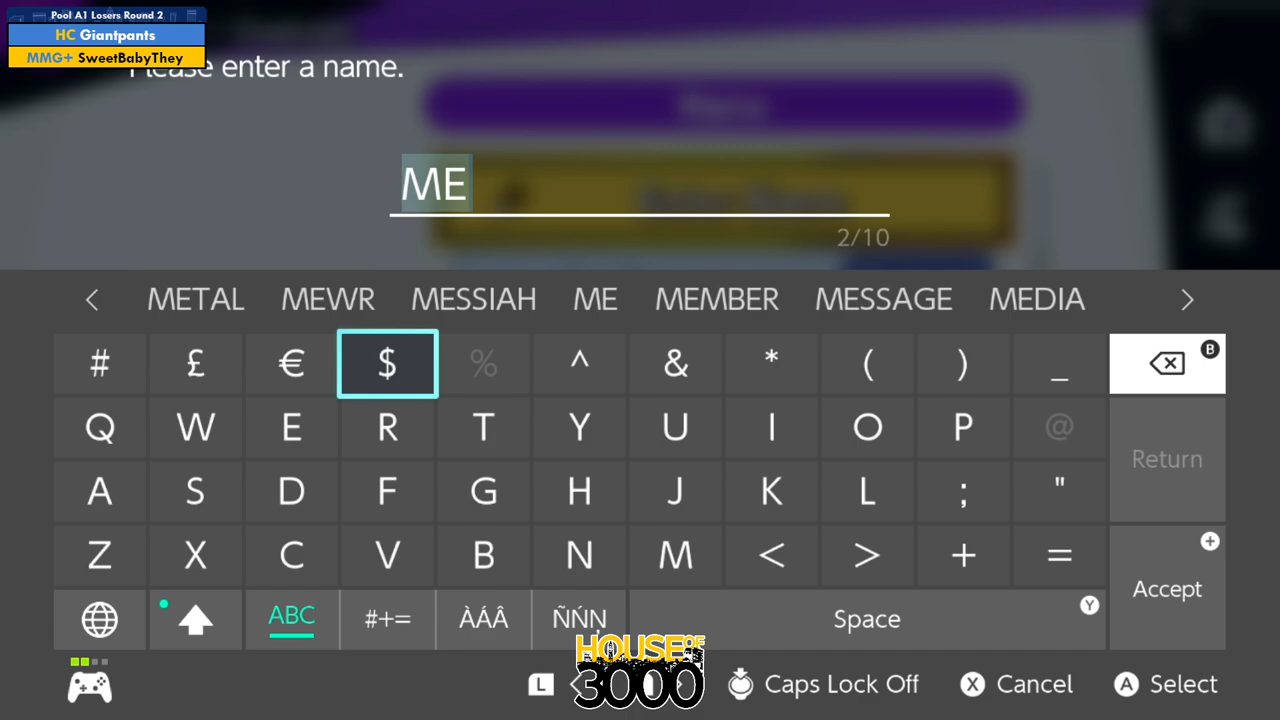 Pool A1 Losers Round 2
HC Giantpants
MMG+ SweetBabyThey
Please enter a name.
ME
2/10
< METAL MEWR MESSIAH ME MEMBER MESSAGE MEDIA >
# £ € $ % ^ & * ( ) _ B
Q W E R T Y U I O P @ Return
A S D F G H J K L ; "
Z X C V B N M < > + = + Accept
ABC #+= ÀÁÂ ÑŃŅ Space Y
HOUSE OF
3000
L Caps Lock Off X Cancel A Select